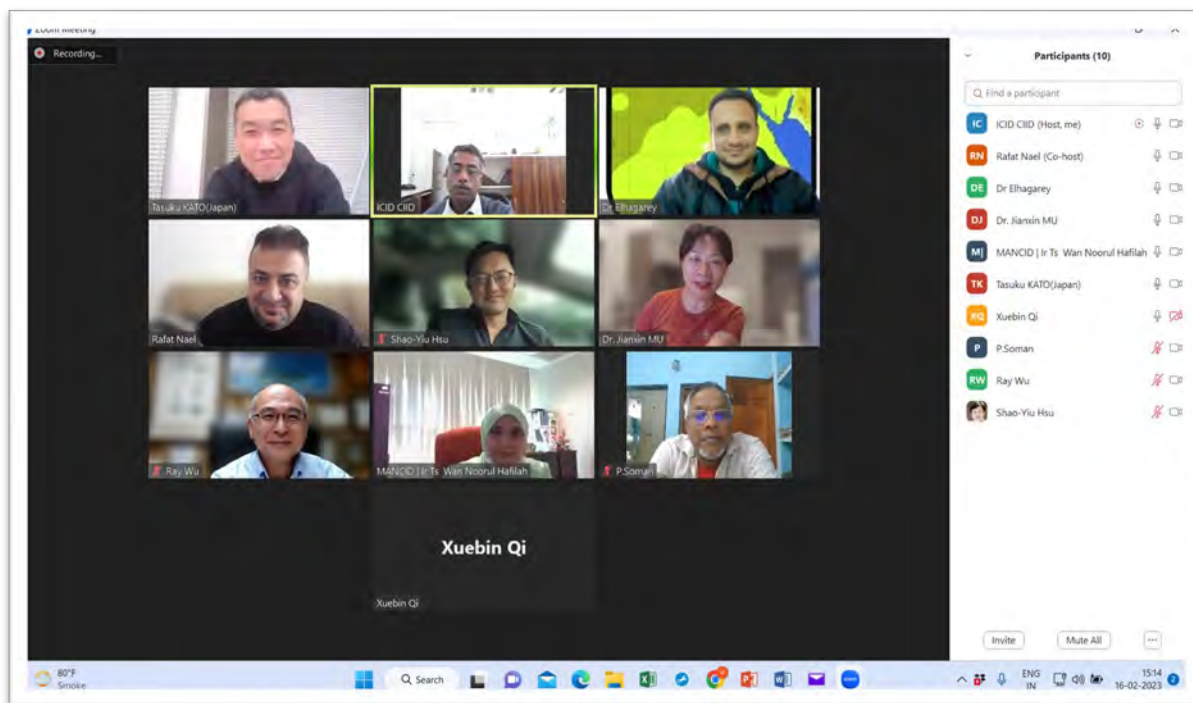 Zoom Meeting
Recording...
Participants (10)
Find a participant
Tasuku KATO(Japan)
ICID CIID
Dr Elhagarey
Rafat Nael
Shao-Yiu Hsu
Dr. Jianxin MU
Ray Wu
MANCID | Ir Ts Wan Noorul Hafilah
P.Soman
Xuebin Qi
Xuebin Qi
IC ICID CIID (Host, me)
RN Rafat Nael (Co-host)
DE Dr Elhagarey
DJ Dr. Jianxin MU
M| MANCID | Ir Ts Wan Noorul Hafilah
TK Tasuku KATO(Japan)
XQ Xuebin Qi
P P.Soman
RW Ray Wu
Shao-Yiu Hsu
Invite Mute All ...
80°F
Smoke
Search
ENG
IN
15:14
16-02-2023
2